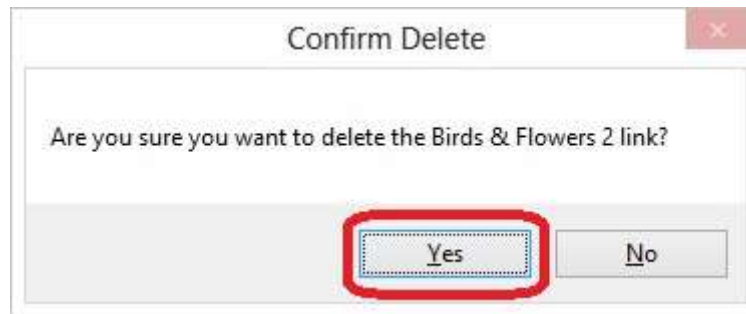 Confirm Delete
Are you sure you want to delete the Birds & Flowers 2 link?
Yes
No